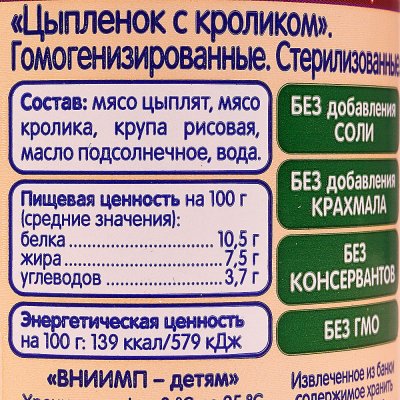 «Цыпленок с кроликом».
Гомогенизированные. Стерилизованные
Состав: мясо цыплят, мясо
кролика, крупа рисовая,
масло подсолнечное, вода.
БЕЗ добавления
СОЛИ
Пищевая ценность на 100 г
(средние значения):
белка 10,5 г
жира 7,5 г
углеводов 3,7 г
БЕЗ добавления
КРАХМАЛА
БЕЗ
КОНСЕРВАНТОВ
Энергетическая ценность
на 100 г: 139 ккал/579 кДж
БЕЗ ГМО
«ВНИИМП – детям»
Извлеченное из банки
содержимое хранить